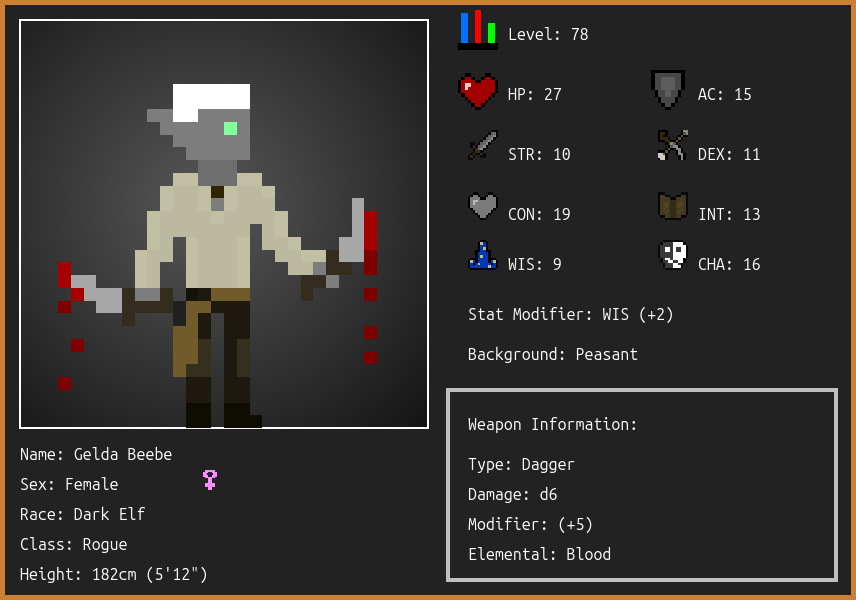 Level: 78
HP: 27
AC: 15
STR: 10
DEX: 11
CON: 19
INT: 13
WIS: 9
CHA: 16
Stat Modifier: WIS (+2)
Background: Peasant
Weapon Information:
Type: Dagger
Damage: d6
Modifier: (+5)
Elemental: Blood
Name: Gelda Beebe
Sex: Female
Race: Dark Elf
Class: Rogue
Height: 182cm (5'12")